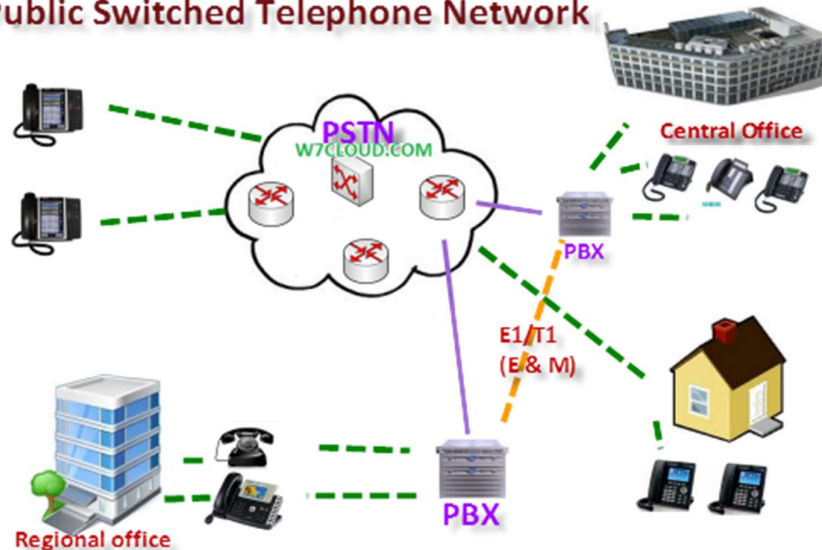 Public Switched Telephone Network
PSTN
W7CLOUD.COM
Central Office
PBX
E1/T1
(E & M)
PBX
Regional office